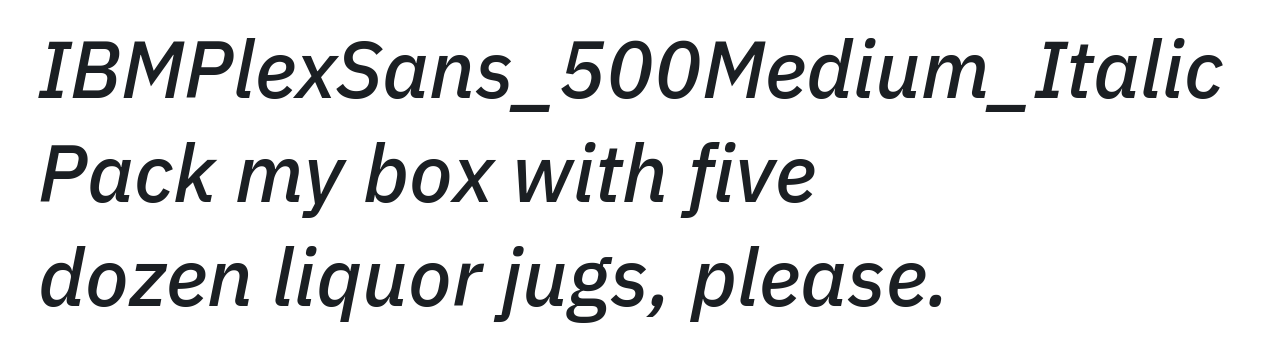 IBMPlexSans_500Medium_Italic
Pack my box with five
dozen liquor jugs, please.